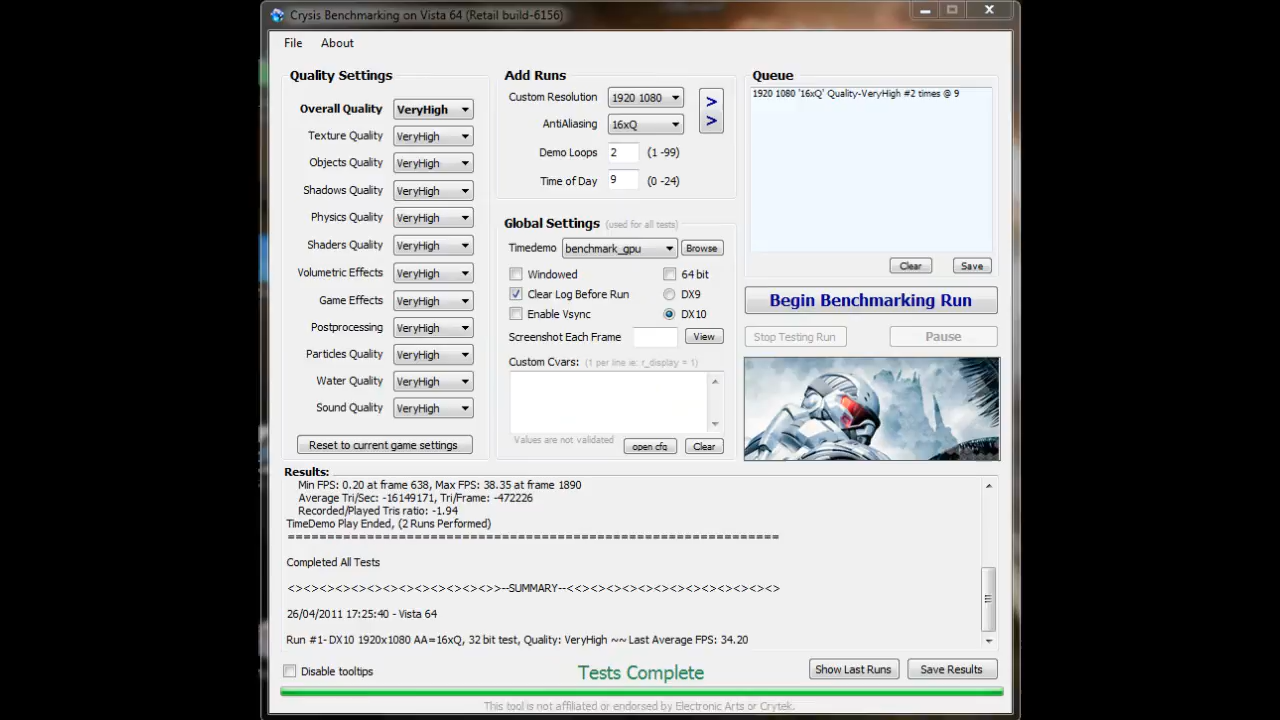 Crysis Benchmarking on Vista 64 (Retail build-6156)
File About
Quality Settings
Overall Quality VeryHigh
Texture Quality VeryHigh
Objects Quality VeryHigh
Shadows Quality VeryHigh
Physics Quality VeryHigh
Shaders Quality VeryHigh
Volumetric Effects VeryHigh
Game Effects VeryHigh
Postprocessing VeryHigh
Particles Quality VeryHigh
Water Quality VeryHigh
Sound Quality VeryHigh
Reset to current game settings
Add Runs
Custom Resolution 1920 1080
AntiAliasing 16xQ
Demo Loops 2 (1 -99)
Time of Day 9 (0 -24)
>
>
Global Settings (used for all tests)
Timedemo benchmark_gpu Browse
Windowed 64 bit
Clear Log Before Run DX9
Enable Vsync DX10
Screenshot Each Frame View
Custom Cvars: (1 per line ie: r_display = 1)
Values are not validated open cfg Clear
Queue
1920 1080 '16xQ' Quality-VeryHigh #2 times @ 9
Clear Save
Begin Benchmarking Run
Stop Testing Run Pause
Results:
Min FPS: 0.20 at frame 638, Max FPS: 38.35 at frame 1890
Average Tri/Sec: -16149171, Tri/Frame: -472226
Recorded/Played Tris ratio: -1.94
TimeDemo Play Ended, (2 Runs Performed)
==============================================================
Completed All Tests
<><><><><><><><><><><><><>--SUMMARY--<><><><><><><><><><><><><>
26/04/2011 17:25:40 - Vista 64
Run #1- DX10 1920x1080 AA=16xQ, 32 bit test, Quality: VeryHigh ~~ Last Average FPS: 34.20
Disable tooltips Tests Complete Show Last Runs Save Results
This tool is not affiliated or endorsed by Electronic Arts or Crytek.